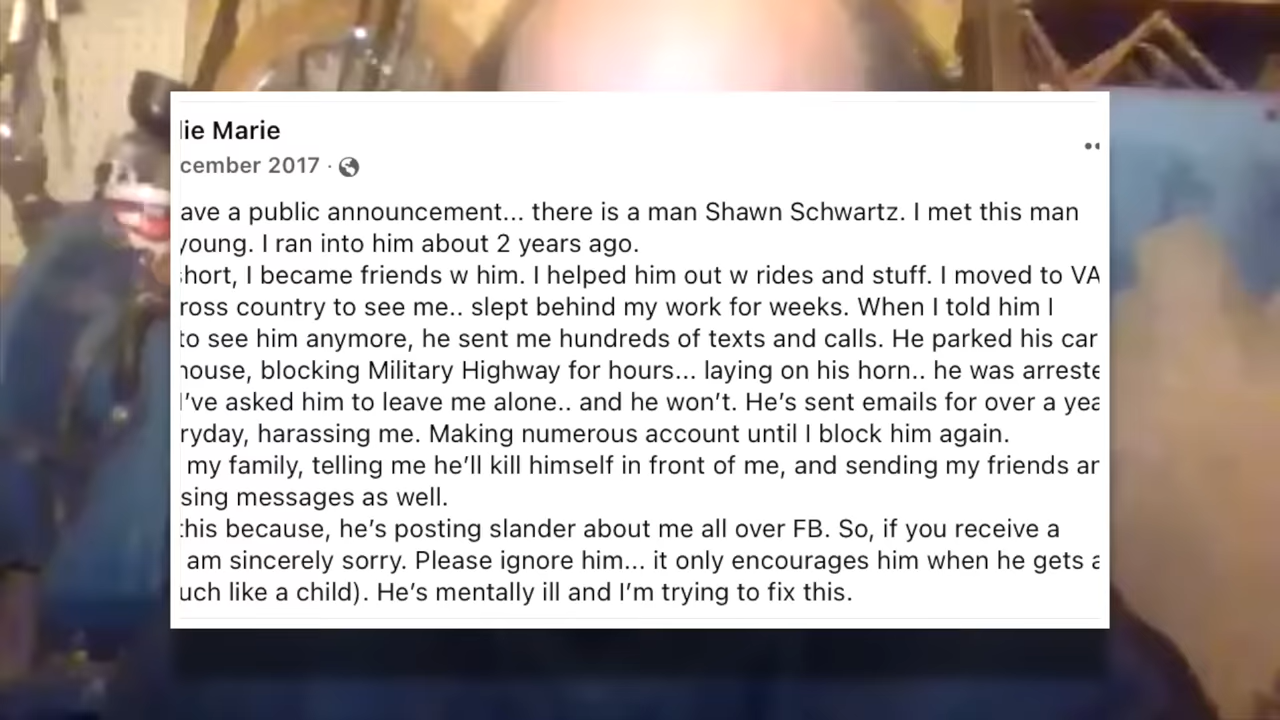 lie Marie
cember 2017
ave a public announcement... there is a man Shawn Schwartz. I met this man
young. I ran into him about 2 years ago.
hort, I became friends w him. I helped him out w rides and stuff. I moved to VA
ross country to see me.. slept behind my work for weeks. When I told him I
to see him anymore, he sent me hundreds of texts and calls. He parked his car
house, blocking Military Highway for hours... laying on his horn.. he was arreste
I've asked him to leave me alone.. and he won't. He's sent emails for over a yea
ryday, harassing me. Making numerous account until I block him again.
my family, telling me he'll kill himself in front of me, and sending my friends an
sing messages as well.
this because, he's posting slander about me all over FB. So, if you receive a
am sincerely sorry. Please ignore him... it only encourages him when he gets a
uch like a child). He's mentally ill and I'm trying to fix this.